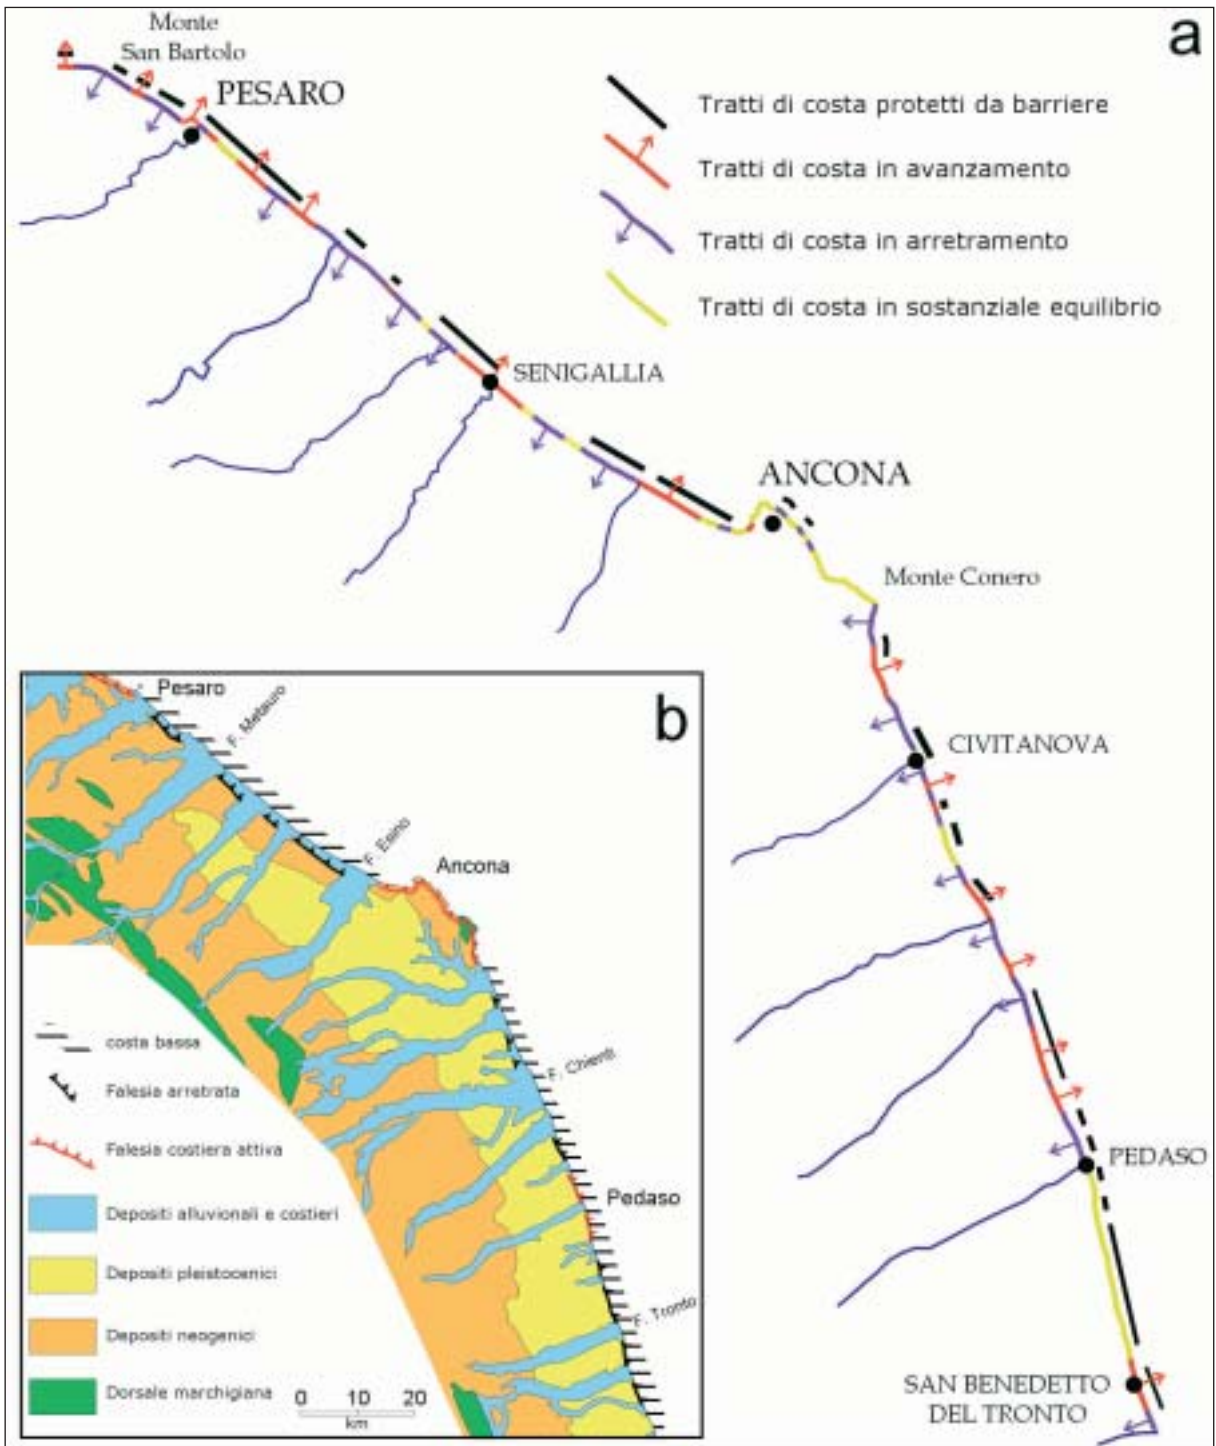 a
Monte
San Bartolo
PESARO
Tratti di costa protetti da barriere
Tratti di costa in avanzamento
Tratti di costa in arretramento
Tratti di costa in sostanziale equilibrio
SENIGALLIA
ANCONA
Monte Conero
CIVITANOVA
PEDASO
SAN BENEDETTO
DEL TRONTO
b
Pesaro
F. Metauro
F. Esino
Ancona
F. Chienti
Pedaso
F. Tronto
costa bassa
Falesia arretrata
Falesia costiera attiva
Depositi alluvionali e costieri
Depositi pleistocenici
Depositi neogenici
Dorsale marchigiana
0 10 20
km